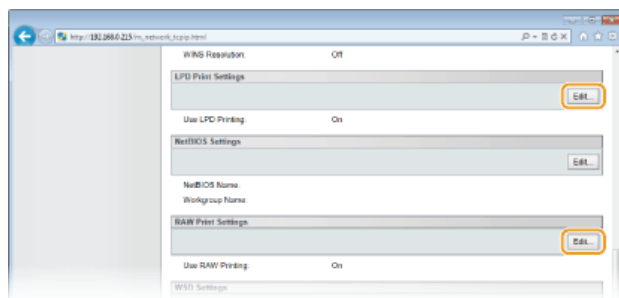 http://192.168.0.215/m_network_tcpip.html
WINS Resolution: Off
LPD Print Settings
Edit...
Use LPD Printing: On
NetBIOS Settings
Edit...
NetBIOS Name:
Workgroup Name:
RAW Print Settings
Edit...
Use RAW Printing: On
WSD Settings